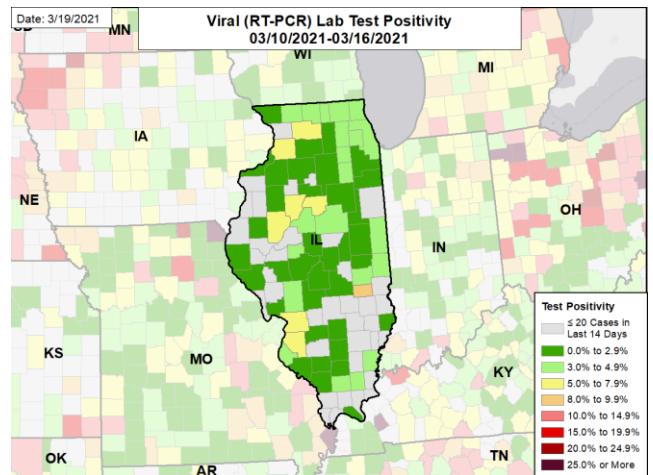 Date: 3/19/2021
Viral (RT-PCR) Lab Test Positivity
03/10/2021-03/16/2021
SD
MN
WI
MI
IA
NE
IL
IN
OH
KS
MO
KY
OK
AR
TN
Test Positivity
≤ 20 Cases in
Last 14 Days
0.0% to 2.9%
3.0% to 4.9%
5.0% to 7.9%
8.0% to 9.9%
10.0% to 14.9%
15.0% to 19.9%
20.0% to 24.9%
25.0% or More